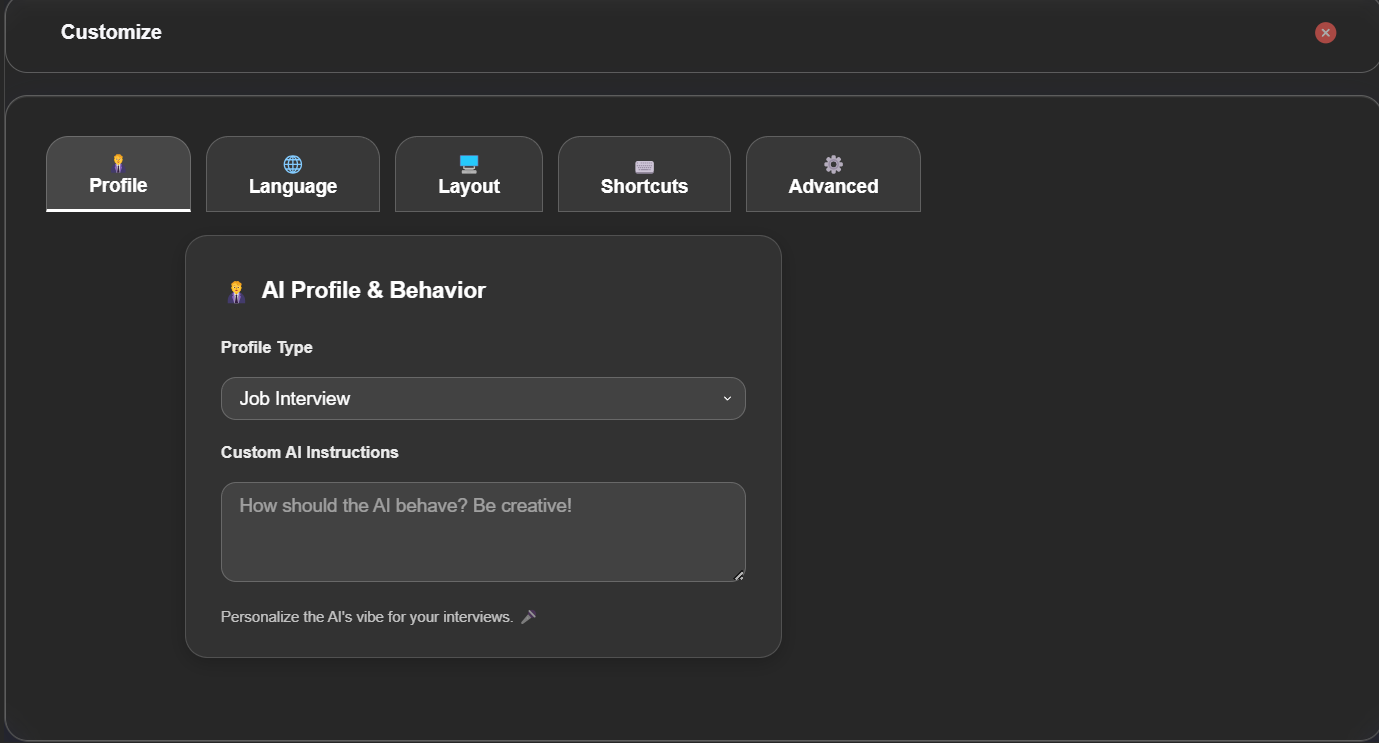 Customize
Profile
Language
Layout
Shortcuts
Advanced
AI Profile & Behavior
Profile Type
Job Interview
Custom AI Instructions
How should the AI behave? Be creative!
Personalize the AI's vibe for your interviews.